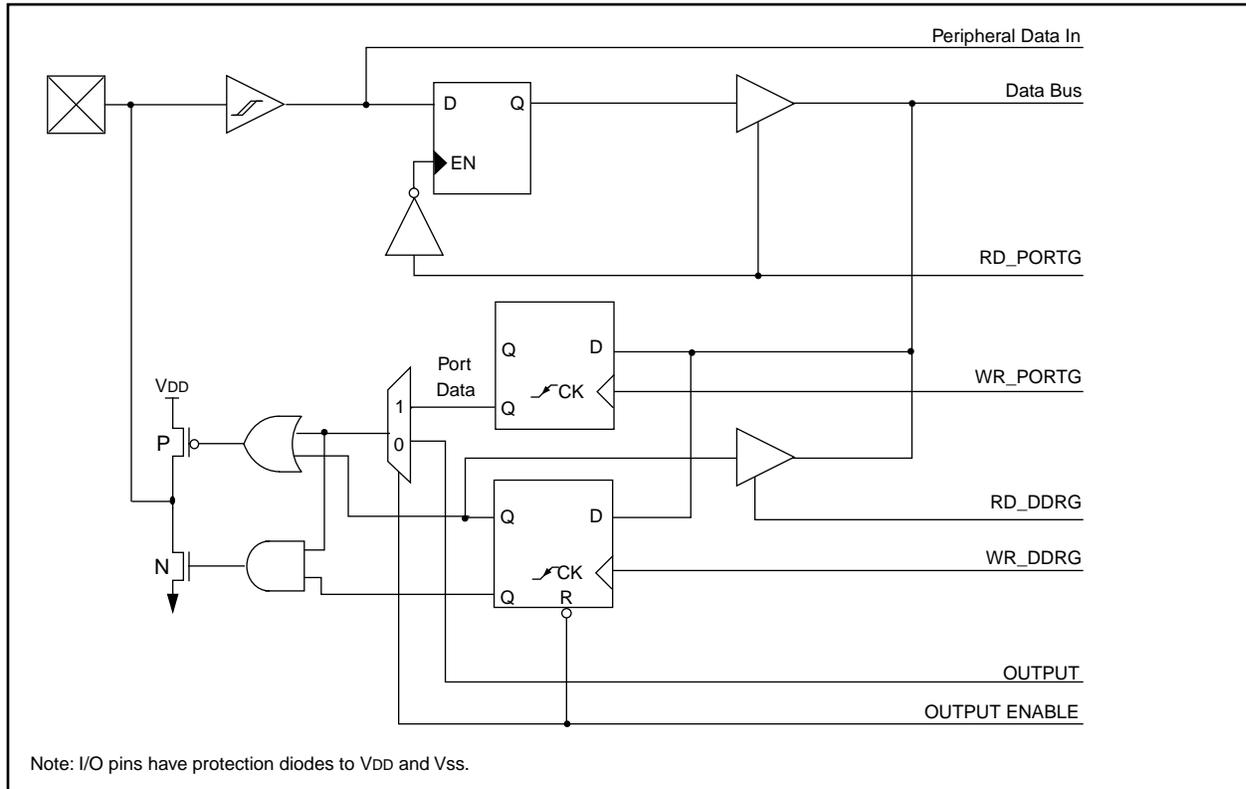 Peripheral Data In
D Q
Data Bus
EN
RD_PORTG
Port
Data
Q D
WR_PORTG
CK
Q
VDD
1
0
P
RD_DDRG
Q D
WR_DDRG
N
CK
Q R
OUTPUT
OUTPUT ENABLE
Note: I/O pins have protection diodes to VDD and Vss.